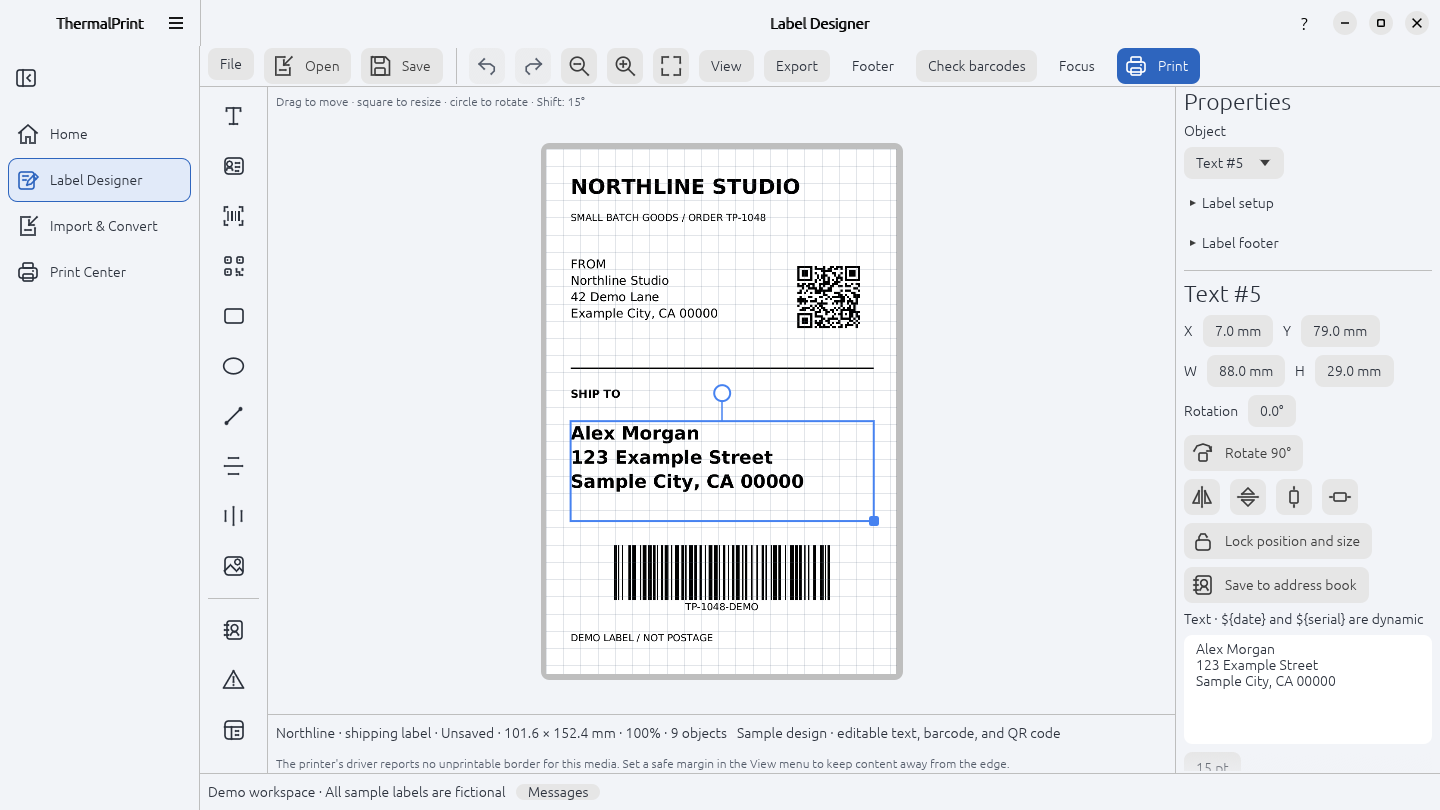 ThermalPrint
Label Designer
?
File
Open
Save
View
Export
Footer
Check barcodes
Focus
Print
Home
Label Designer
Import & Convert
Print Center
Drag to move · square to resize · circle to rotate · Shift: 15°
NORTHLINE STUDIO
SMALL BATCH GOODS / ORDER TP-1048
FROM
Northline Studio
42 Demo Lane
Example City, CA 00000
SHIP TO
Alex Morgan
123 Example Street
Sample City, CA 00000
TP-1048-DEMO
DEMO LABEL / NOT POSTAGE
Properties
Object
Text #5
Label setup
Label footer
Text #5
X 7.0 mm Y 79.0 mm
W 88.0 mm H 29.0 mm
Rotation 0.0°
Rotate 90°
Lock position and size
Save to address book
Text · ${date} and ${serial} are dynamic
Alex Morgan
123 Example Street
Sample City, CA 00000
15 pt
Northline · shipping label · Unsaved · 101.6 × 152.4 mm · 100% · 9 objects Sample design · editable text, barcode, and QR code
The printer's driver reports no unprintable border for this media. Set a safe margin in the View menu to keep content away from the edge.
Demo workspace · All sample labels are fictional
Messages